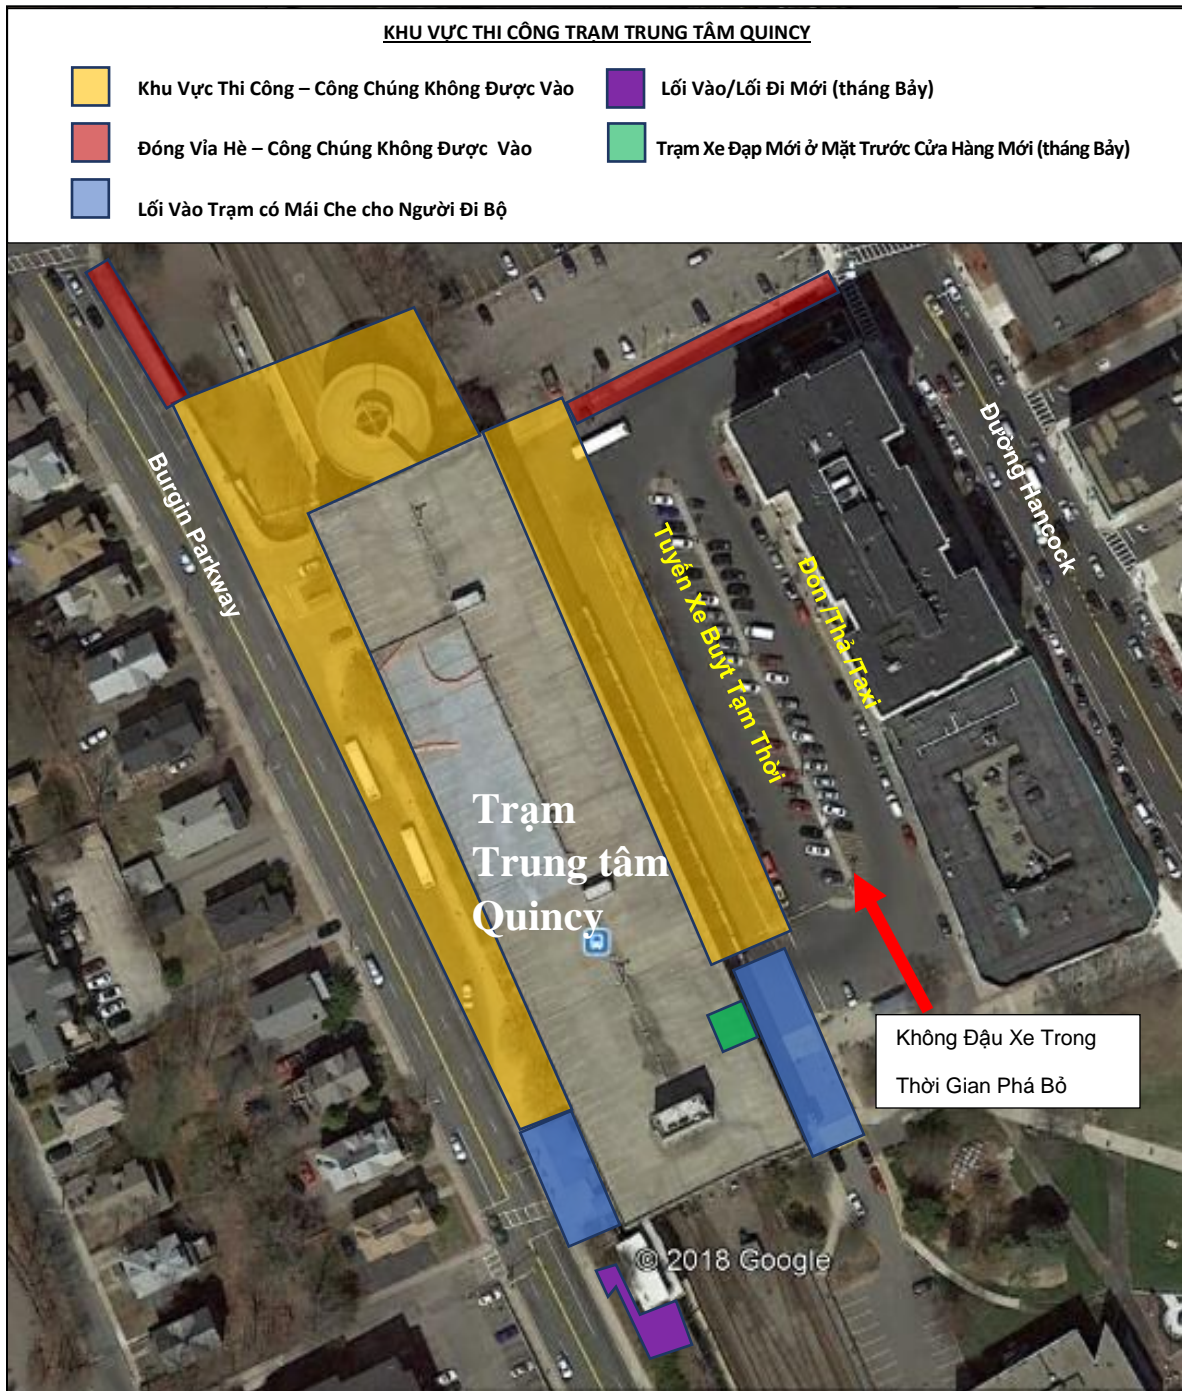 KHU VỰC THI CÔNG TRẠM TRUNG TÂM QUINCY
Khu Vực Thi Công – Công Chúng Không Được Vào
Lối Vào/Lối Đi Mới (tháng Bảy)
Đóng Vỉa Hè – Công Chúng Không Được Vào
Trạm Xe Đạp Mới ở Mặt Trước Cửa Hàng Mới (tháng Bảy)
Lối Vào Trạm có Mái Che cho Người Đi Bộ
Burgin Parkway
Đường Hancock
Tuyến Xe Buýt Tạm Thời
Đón /Thả /Taxi
Trạm
Trung tâm
Quincy
Không Đậu Xe Trong
Thời Gian Phá Bỏ
© 2018 Google